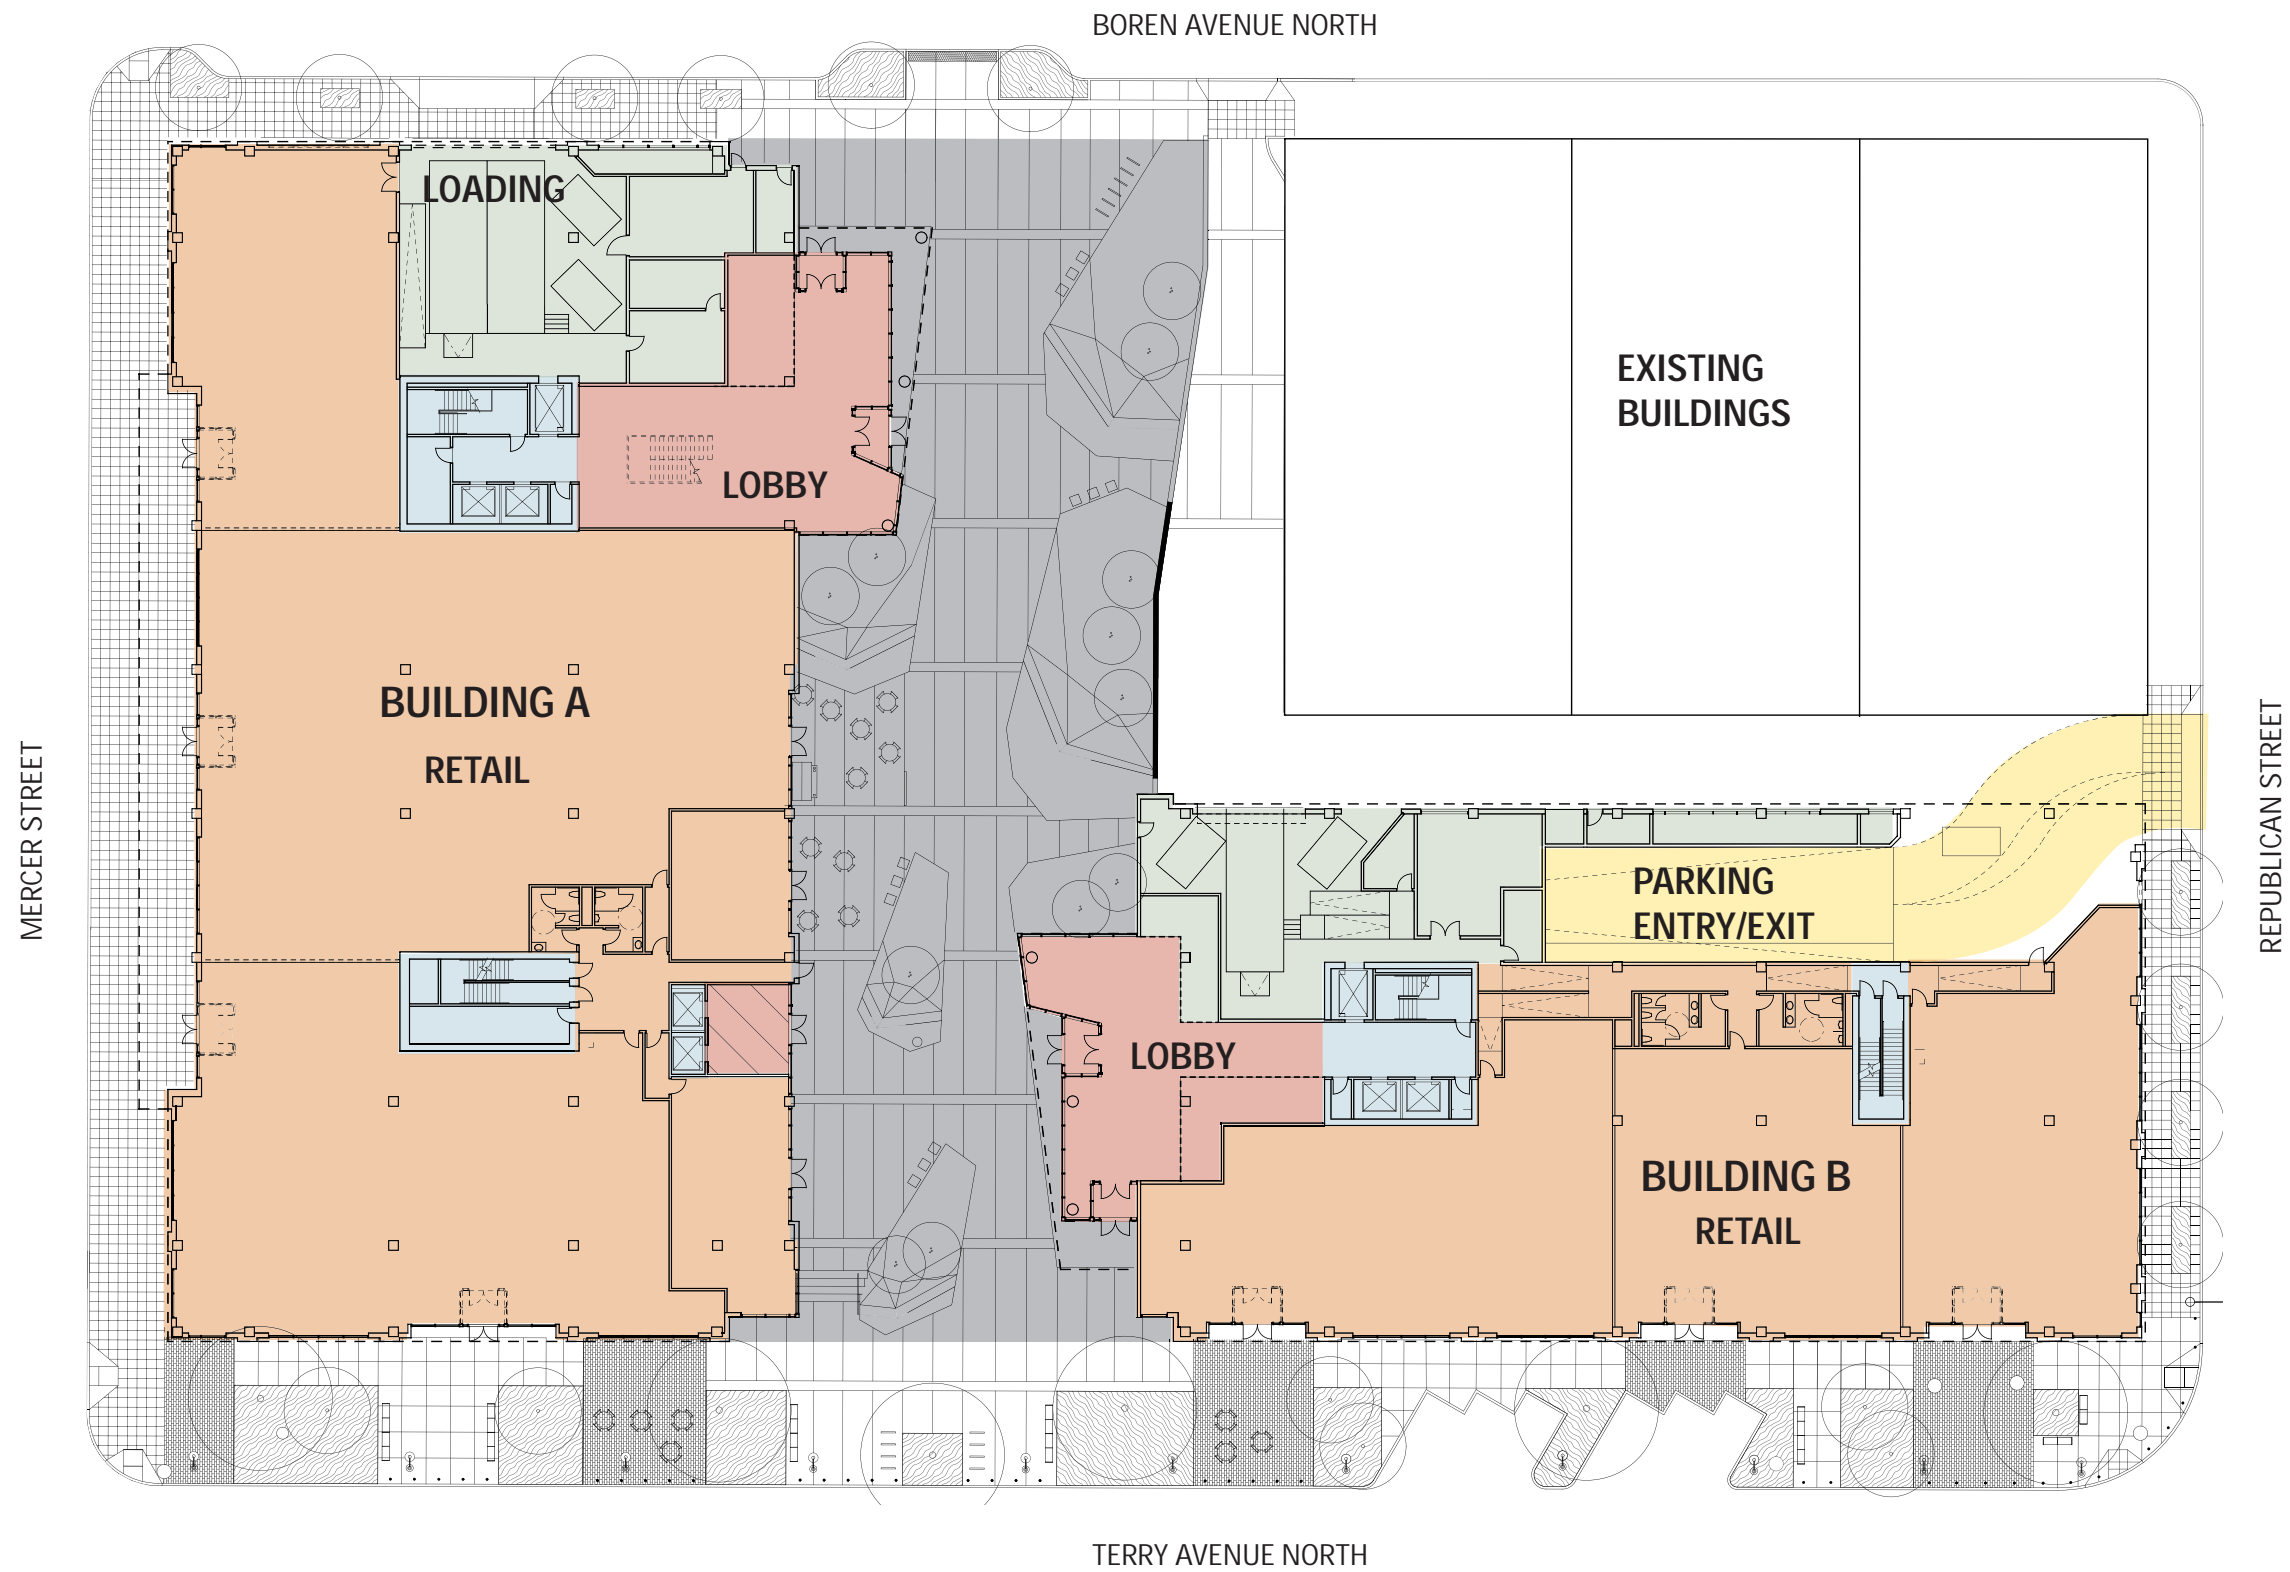 BOREN AVENUE NORTH
LOADING
EXISTING
BUILDINGS
LOBBY
BUILDING A
RETAIL
MERCER STREET
REPUBLICAN STREET
PARKING
ENTRY/EXIT
LOBBY
BUILDING B
RETAIL
TERRY AVENUE NORTH